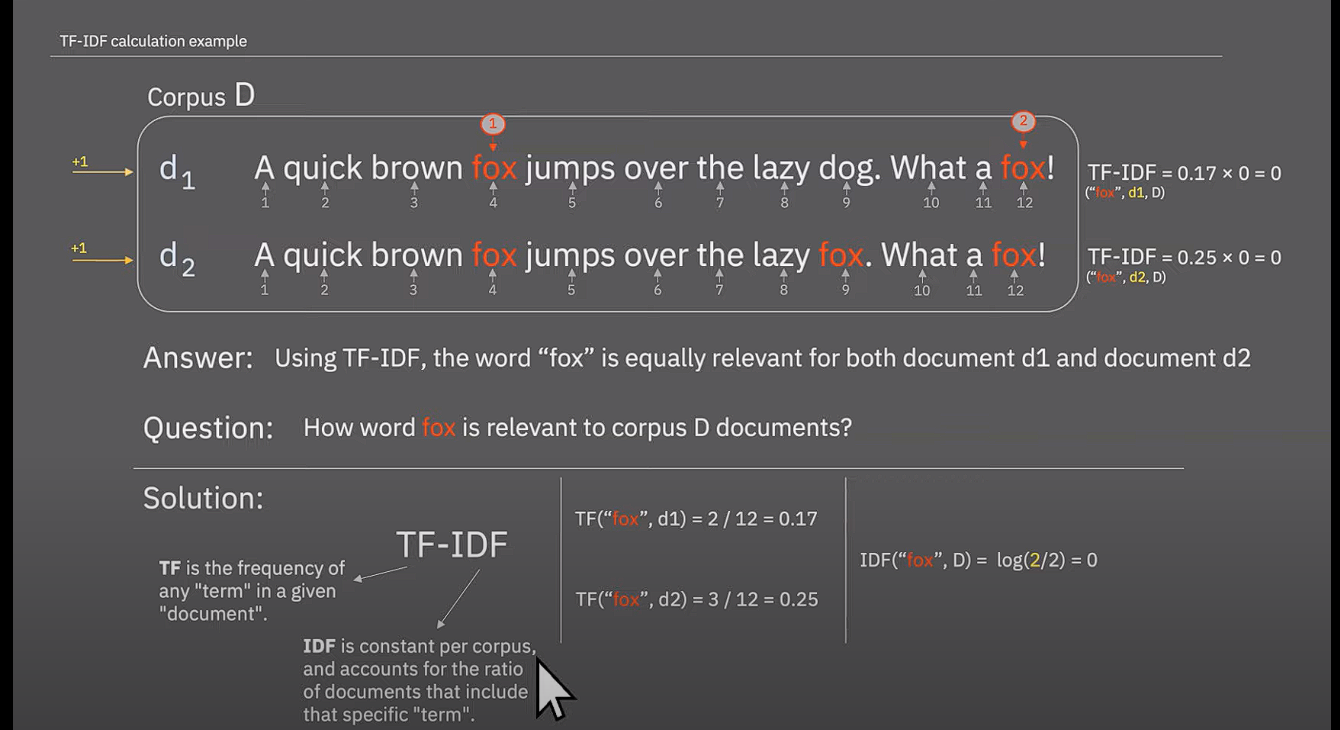 TF-IDF calculation example
Corpus D
1 2
+1 d1 A quick brown fox jumps over the lazy dog. What a fox! TF-IDF = 0.17 × 0 = 0
("fox", d1, D)
1 2 3 4 5 6 7 8 9 10 11 12
+1 d2 A quick brown fox jumps over the lazy fox. What a fox! TF-IDF = 0.25 × 0 = 0
("fox", d2, D)
1 2 3 4 5 6 7 8 9 10 11 12
Answer: Using TF-IDF, the word “fox” is equally relevant for both document d1 and document d2
Question: How word fox is relevant to corpus D documents?
Solution:
TF-IDF
TF is the frequency of
any "term" in a given
"document".
IDF is constant per corpus,
and accounts for the ratio
of documents that include
that specific "term".
TF(“fox”, d1) = 2 / 12 = 0.17
TF(“fox”, d2) = 3 / 12 = 0.25
IDF(“fox”, D) = log(2/2) = 0